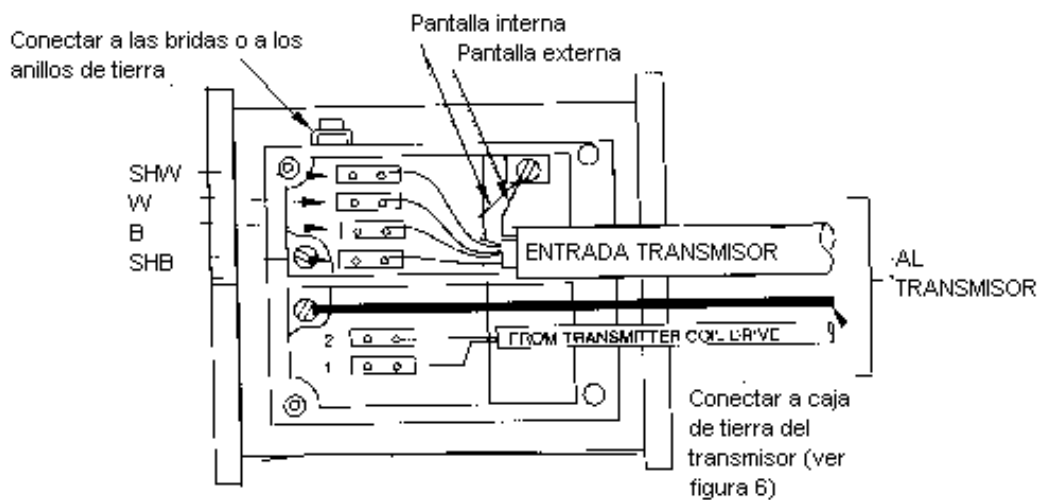 Pantalla interna
Pantalla externa
Conectar a las bridas o a los
anillos de tierra
SHW
W
B
SHB
ENTRADA TRANSMISOR
AL
TRANSMISOR
2
FROM TRANSMITTER COIL DRIVE
1
Conectar a caja
de tierra del
transmisor (ver
figura 6)